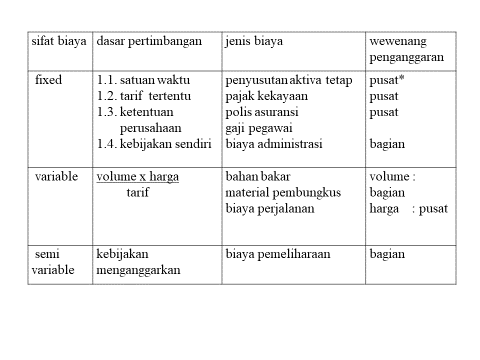 sifat biaya dasar pertimbangan jenis biaya wewenang penganggaran
fixed 1.1. satuan waktu penyusutan aktiva tetap pusat*
1.2. tarif tertentu pajak kekayaan pusat
1.3. ketentuan polis asuransi pusat
perusahaan gaji pegawai
1.4. kebijakan sendiri biaya administrasi bagian
variable volume x harga bahan bakar volume :
tarif material pembungkus bagian
biaya perjalanan harga : pusat
semi kebijakan biaya pemeliharaan bagian
variable menganggarkan